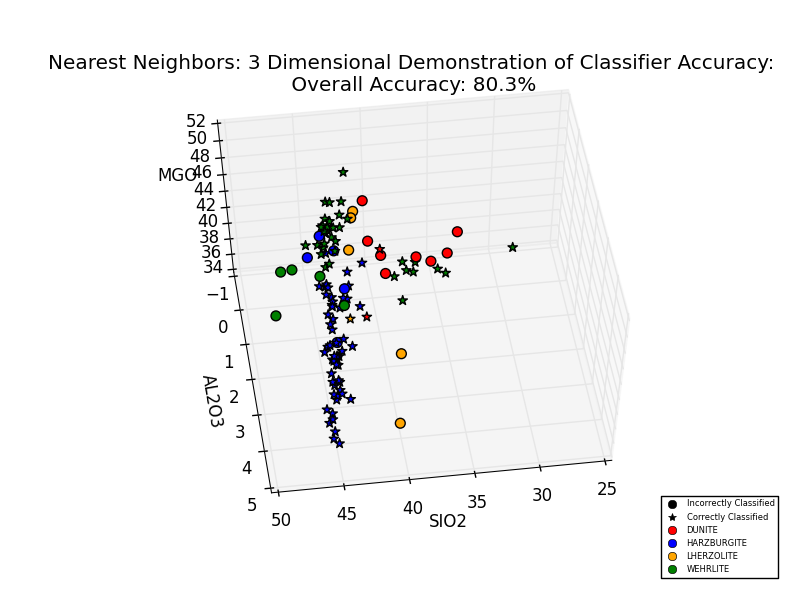 Nearest Neighbors: 3 Dimensional Demonstration of Classifier Accuracy:
Overall Accuracy: 80.3%
52
50
48
MGO
46
44
42
40
38
36
34
−1
0
1
2
AL2O3
3
4
5
50
45
40
35
30
25
SIO2
Incorrectly Classified
Correctly Classified
DUNITE
HARZBURGITE
LHERZOLITE
WEHRLITE